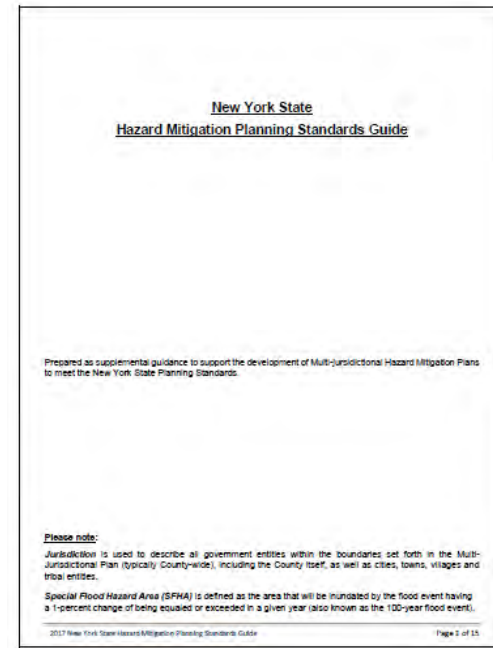 New York State
Hazard Mitigation Planning Standards Guide
Prepared as supplemental guidance to support the development of Multi-Jursidictional Hazard Mitigation Plans
to meet the New York State Planning Standards.
Please note:
Jurisdiction is used to describe all government entities within the boundaries set forth in the Multi-
Jurisdictional Plan (typically County-wide), including the County itself, as well as cities, towns, villages and
tribal entities.
Special Flood Hazard Area (SFHA) is defined as the area that will be inundated by the flood event having
a 1-percent change of being equaled or exceeded in a given year (also known as the 100-year flood event).
2017 New York State Hazard Mitigation Planning Standards Guide Page 1 of 15